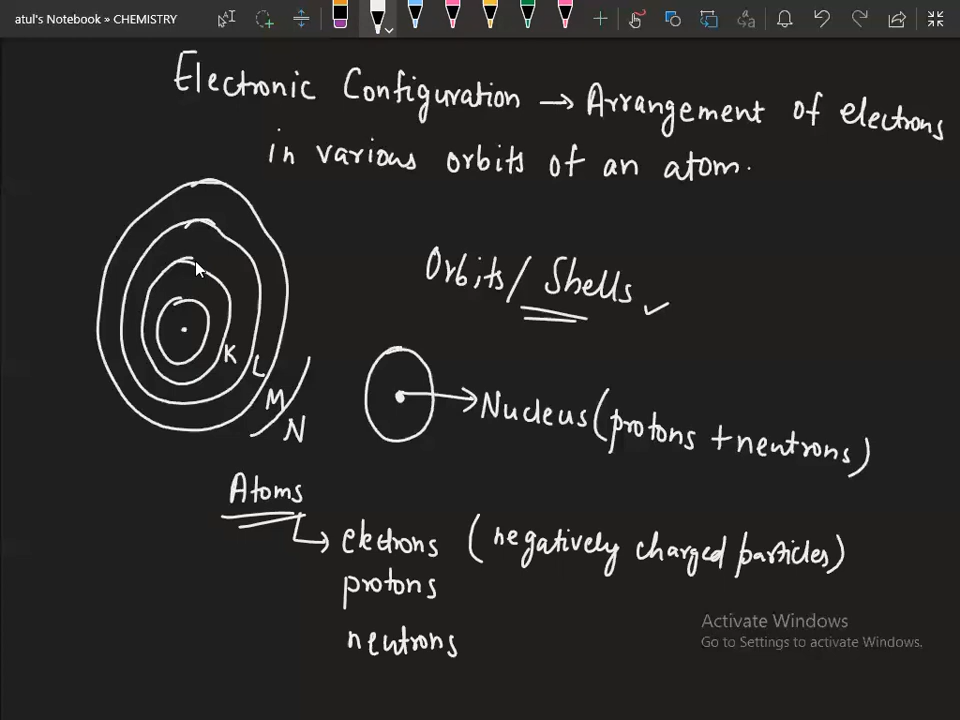 atul's Notebook » CHEMISTRY
Electronic Configuration → Arrangement of electrons
in various orbits of an atom.
Orbits/ Shells ✓
K
L
M
N
Nucleus (protons + neutrons)
Atoms
electrons (negatively charged particles)
protons
neutrons
Activate Windows
Go to Settings to activate Windows.